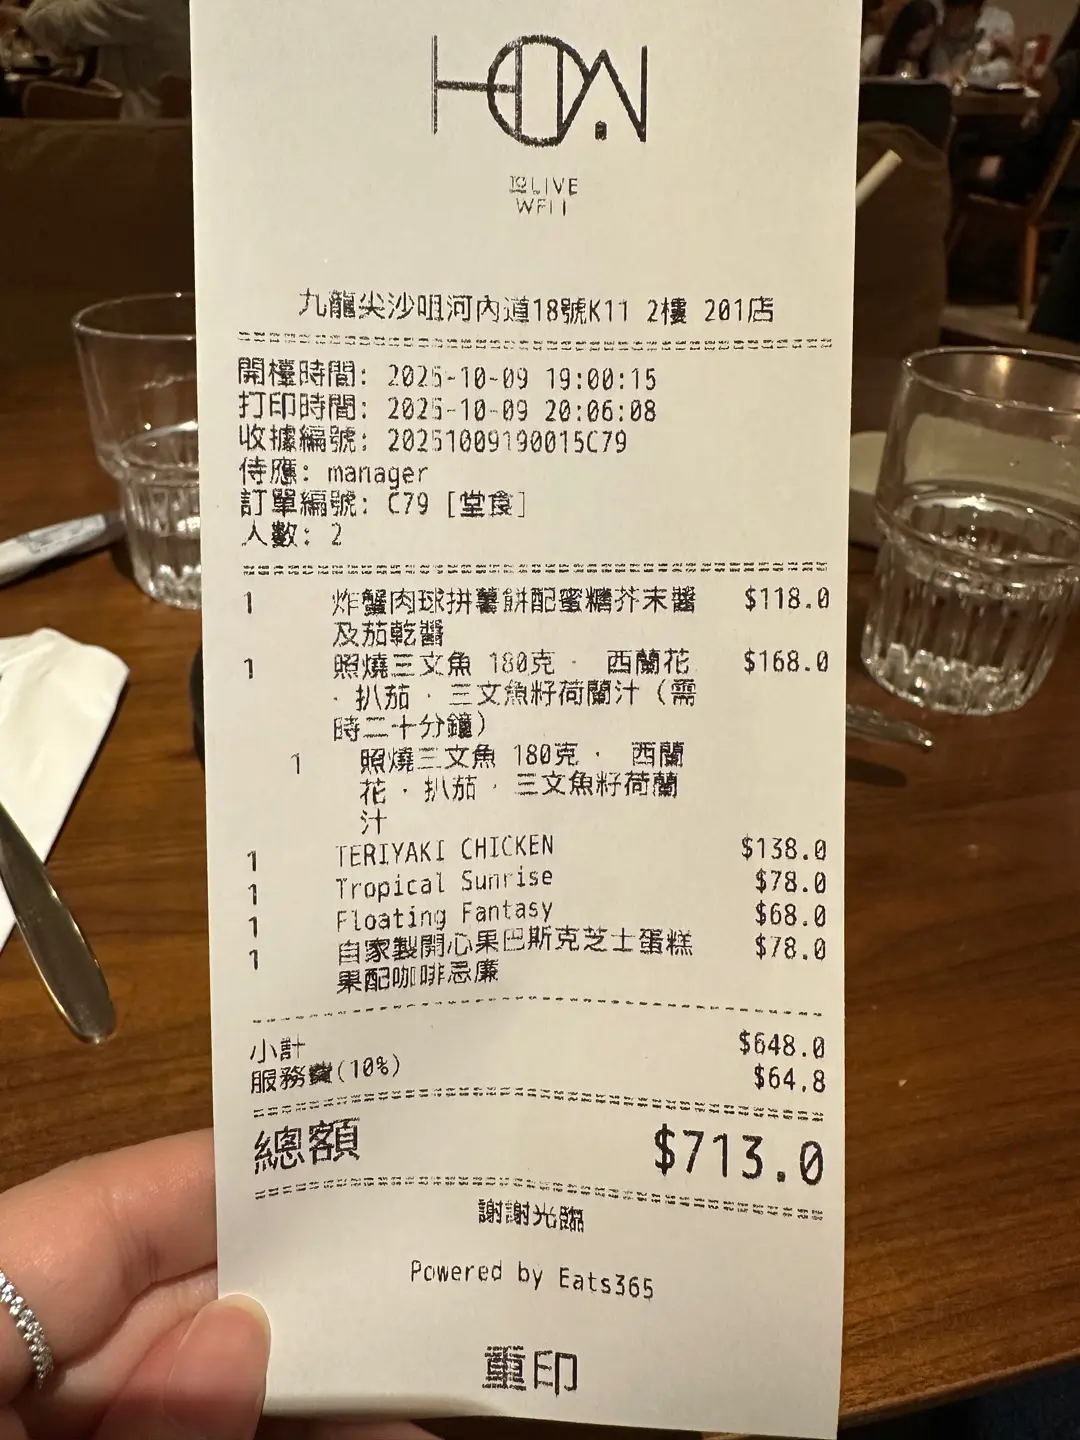 HOW
TO LIVE
WELL
九龍尖沙咀河內道18號K11 2樓 201店
開檯時間: 2025-10-09 19:00:15
打印時間: 2025-10-09 20:06:08
收據編號: 20251009190015C79
侍應: manager
訂單編號: C79 [堂食]
人數: 2
1 炸蟹肉球拼薯餅配蜜糖芥末醬 $118.0
及茄乾醬
1 照燒三文魚 180克 · 西蘭花 $168.0
· 扒茄 · 三文魚籽荷蘭汁 (需
時二十分鐘)
1 照燒三文魚 180克 · 西蘭
花 · 扒茄 · 三文魚籽荷蘭
汁
1 TERIYAKI CHICKEN $138.0
1 Tropical Sunrise $78.0
1 Floating Fantasy $68.0
1 自家製開心果巴斯克芝士蛋糕 $78.0
果配咖啡忌廉
小計 $648.0
服務費(10%) $64.8
總額 $713.0
謝謝光臨
Powered by Eats365
重印